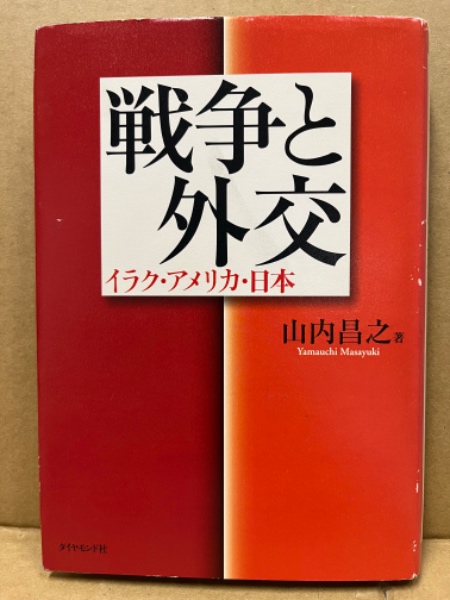 戦争と
外交
イラク・アメリカ・日本
山内昌之著
Yamauchi Masayuki
ダイヤモンド社